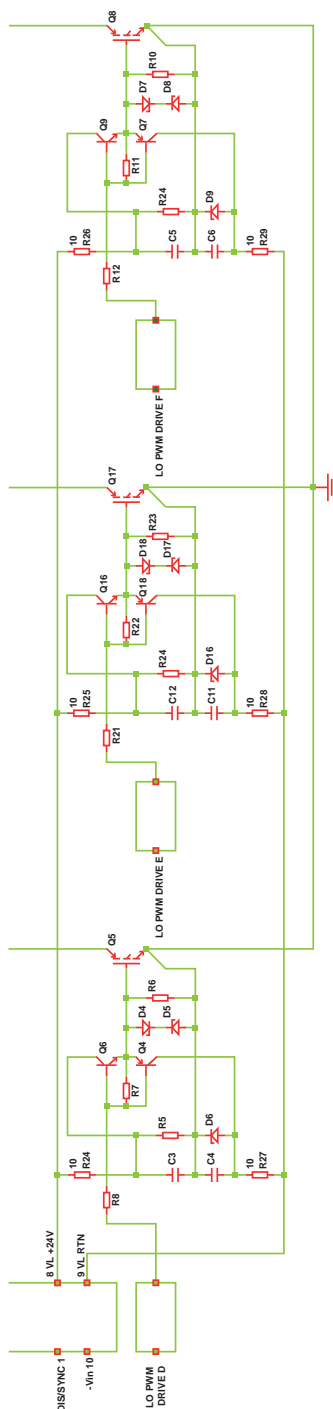 Q8
R10
D7
D8
Q9
Q7
R11
R24
D9
10
R26
C5
C6
10
R29
R12
LO PWM DRIVE F
Q17
R23
D18
D17
Q16
Q18
R22
R24
D16
10
R25
C12
C11
10
R28
R21
LO PWM DRIVE E
Q5
R6
D4
D5
Q6
Q4
R7
R5
D6
10
R24
C3
C4
10
R27
R8
8 VL +24V
9 VL RTN
DIS/SYNC 1
-Vin 10
LO PWM
DRIVE D